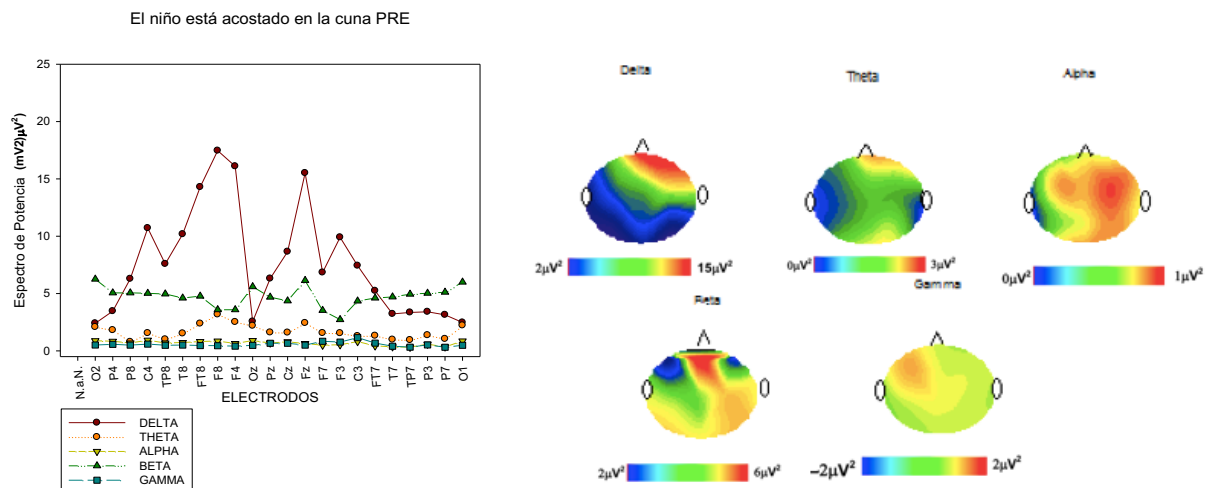 El niño está acostado en la cuna PRE
Espectro de Potencia (mV2)µV²)
25
20
15
10
5
0
N.a.N.
O2
P4
P8
C4
TP8
T8
FT8
F8
F4
Oz
Pz
Cz
Fz
F7
F3
C3
FT7
T7
TP7
P3
P7
O1
ELECTRODOS
DELTA
THETA
ALPHA
BETA
GAMMA
Delta
Theta
Alpha
2µV² 15µV²
0µV² 3µV²
0µV² 1µV²
Beta
Gamma
2µV² 6µV²
−2µV² 2µV²